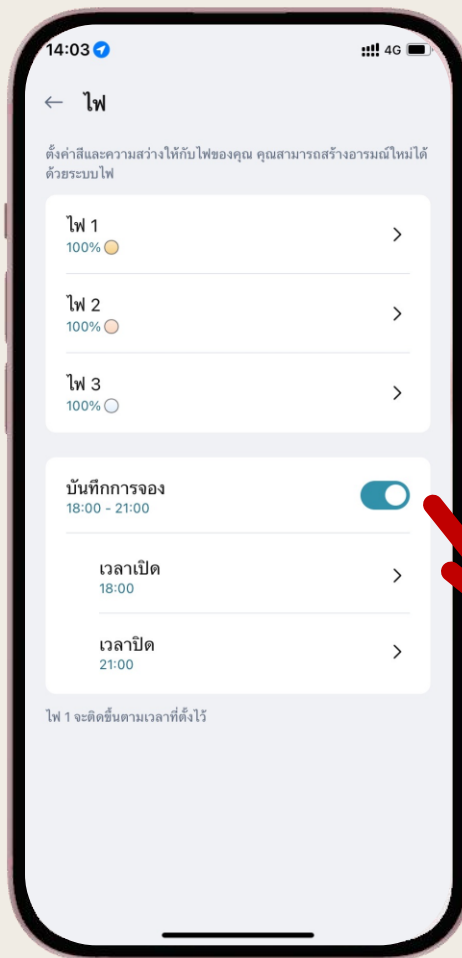 14:03
4G
ไฟ
ตั้งค่าสีและความสว่างให้กับไฟของคุณ คุณสามารถสร้างอารมณ์ใหม่ได้
ด้วยระบบไฟ
ไฟ 1
100%
ไฟ 2
100%
ไฟ 3
100%
บันทึกการจอง
18:00 - 21:00
เวลาเปิด
18:00
เวลาปิด
21:00
ไฟ 1 จะติดขึ้นตามเวลาที่ตั้งไว้